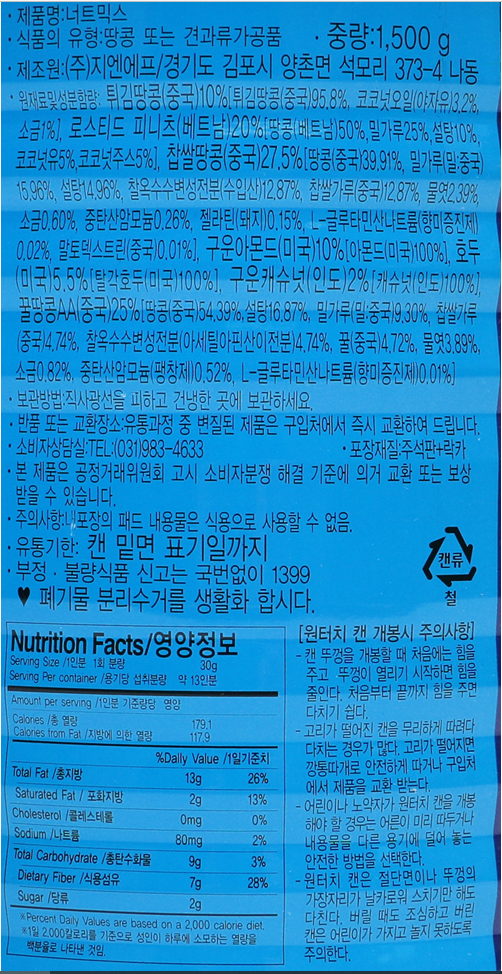 · 제품명:너트믹스
· 식품의 유형:땅콩 또는 견과류가공품 · 중량:1,500 g
· 제조원:(주)지엔에프/경기도 김포시 양촌면 석모리 373-4 나동
· 원재료및성분함량: 튀김땅콩(중국)10%[튀김땅콩(중국)95.8%, 코코넛오일(야자유)3.2%,
소금1%], 로스티드 피니츠(베트남)20%[땅콩(베트남)50%,밀가루25%,설탕10%,
코코넛유5%,코코넛주스5%], 찹쌀땅콩(중국)27.5%[땅콩(중국)39.91%, 밀가루(밀:중국)
15.96%, 설탕14.96%, 찰옥수수변성전분(수입산)12.87%, 찹쌀가루(중국)12.87%, 물엿2.39%,
소금0.60%, 중탄산암모늄0.26%, 젤라틴(돼지)0.15%, L-글루타민산나트륨(향미증진제)
0.02%, 말토덱스트린(중국)0.01%], 구운아몬드(미국)10%[아몬드(미국)100%], 호두
(미국)5.5%[탈각호두(미국)100%], 구운캐슈넛(인도)2%[캐슈넛(인도)100%]
꿀땅콩AA(중국)25%[땅콩(중국)54.39%,설탕16.87%, 밀가루(밀:중국)9.30%, 찹쌀가루
(중국)4.74%, 찰옥수수변성전분(아세틸아핀산이전분)4.74%, 꿀(중국)4.72%, 물엿3.89%,
소금0.82%, 중탄산암모늄(팽창제)0.52%, L-글루타민산나트륨(향미증진제)0.01%]
· 보관방법:직사광선을 피하고 건냉한 곳에 보관하세요.
· 반품 또는 교환장소:유통과정 중 변질된 제품은 구입처에서 즉시 교환하여 드립니다.
· 소비자상담실:TEL:(031)983-4633 · 포장재질:주석판+락카
· 본 제품은 공정거래위원회 고시 소비자분쟁 해결 기준에 의거 교환 또는 보상
받을 수 있습니다.
· 주의사항:내포장의 패드 내용물은 식용으로 사용할 수 없음.
· 유통기한: 캔 밑면 표기일까지
· 부정 · 불량식품 신고는 국번없이 1399
♥ 폐기물 분리수거를 생활화 합시다.
캔류
철
Nutrition Facts/영양정보
Serving Size /1인분 1회 분량 30g
Serving Per container /용기당 섭취분량 약 13인분
Amount per serving /1인분 기준량당 영양
Calories /총 열량 179.1
Calories from Fat /지방에 의한 열량 117.9
%Daily Value /1일기준치
Total Fat /총지방 13g 26%
Saturated Fat / 포화지방 2g 13%
Cholesterol /콜레스테롤 0mg 0%
Sodium /나트륨 80mg 2%
Total Carbohydrate /총탄수화물 9g 3%
Dietary Fiber /식용섬유 7g 28%
Sugar /당류 2g
※Percent Daily Values are based on a 2,000 calorie diet.
※1일 2,000칼로리를 기준으로 성인이 하루에 소모하는 열량을
백분율로 나타낸 것임.
[원터치 캔 개봉시 주의사항]
- 캔 뚜껑을 개봉할 때 처음에는 힘을
주고 뚜껑이 열리기 시작하면 힘을
줄인다. 처음부터 끝까지 힘을 주면
다치기 쉽다.
- 고리가 떨어진 캔을 무리하게 따려다
다치는 경우가 많다. 고리가 떨어지면
깡통따개로 안전하게 따거나 구입처
에서 제품을 교환 받는다.
- 어린이나 노약자가 원터치 캔을 개봉
해야 할 경우는 어른이 미리 따두거나
내용물을 다른 용기에 덜어 놓는
안전한 방법을 선택한다.
- 원터치 캔은 절단면이나 뚜껑의
가장자리가 날카로워 스치기만 해도
다친다. 버릴 때도 조심하고 버린
캔은 어린이가 가지고 놀지 못하도록
주의한다.